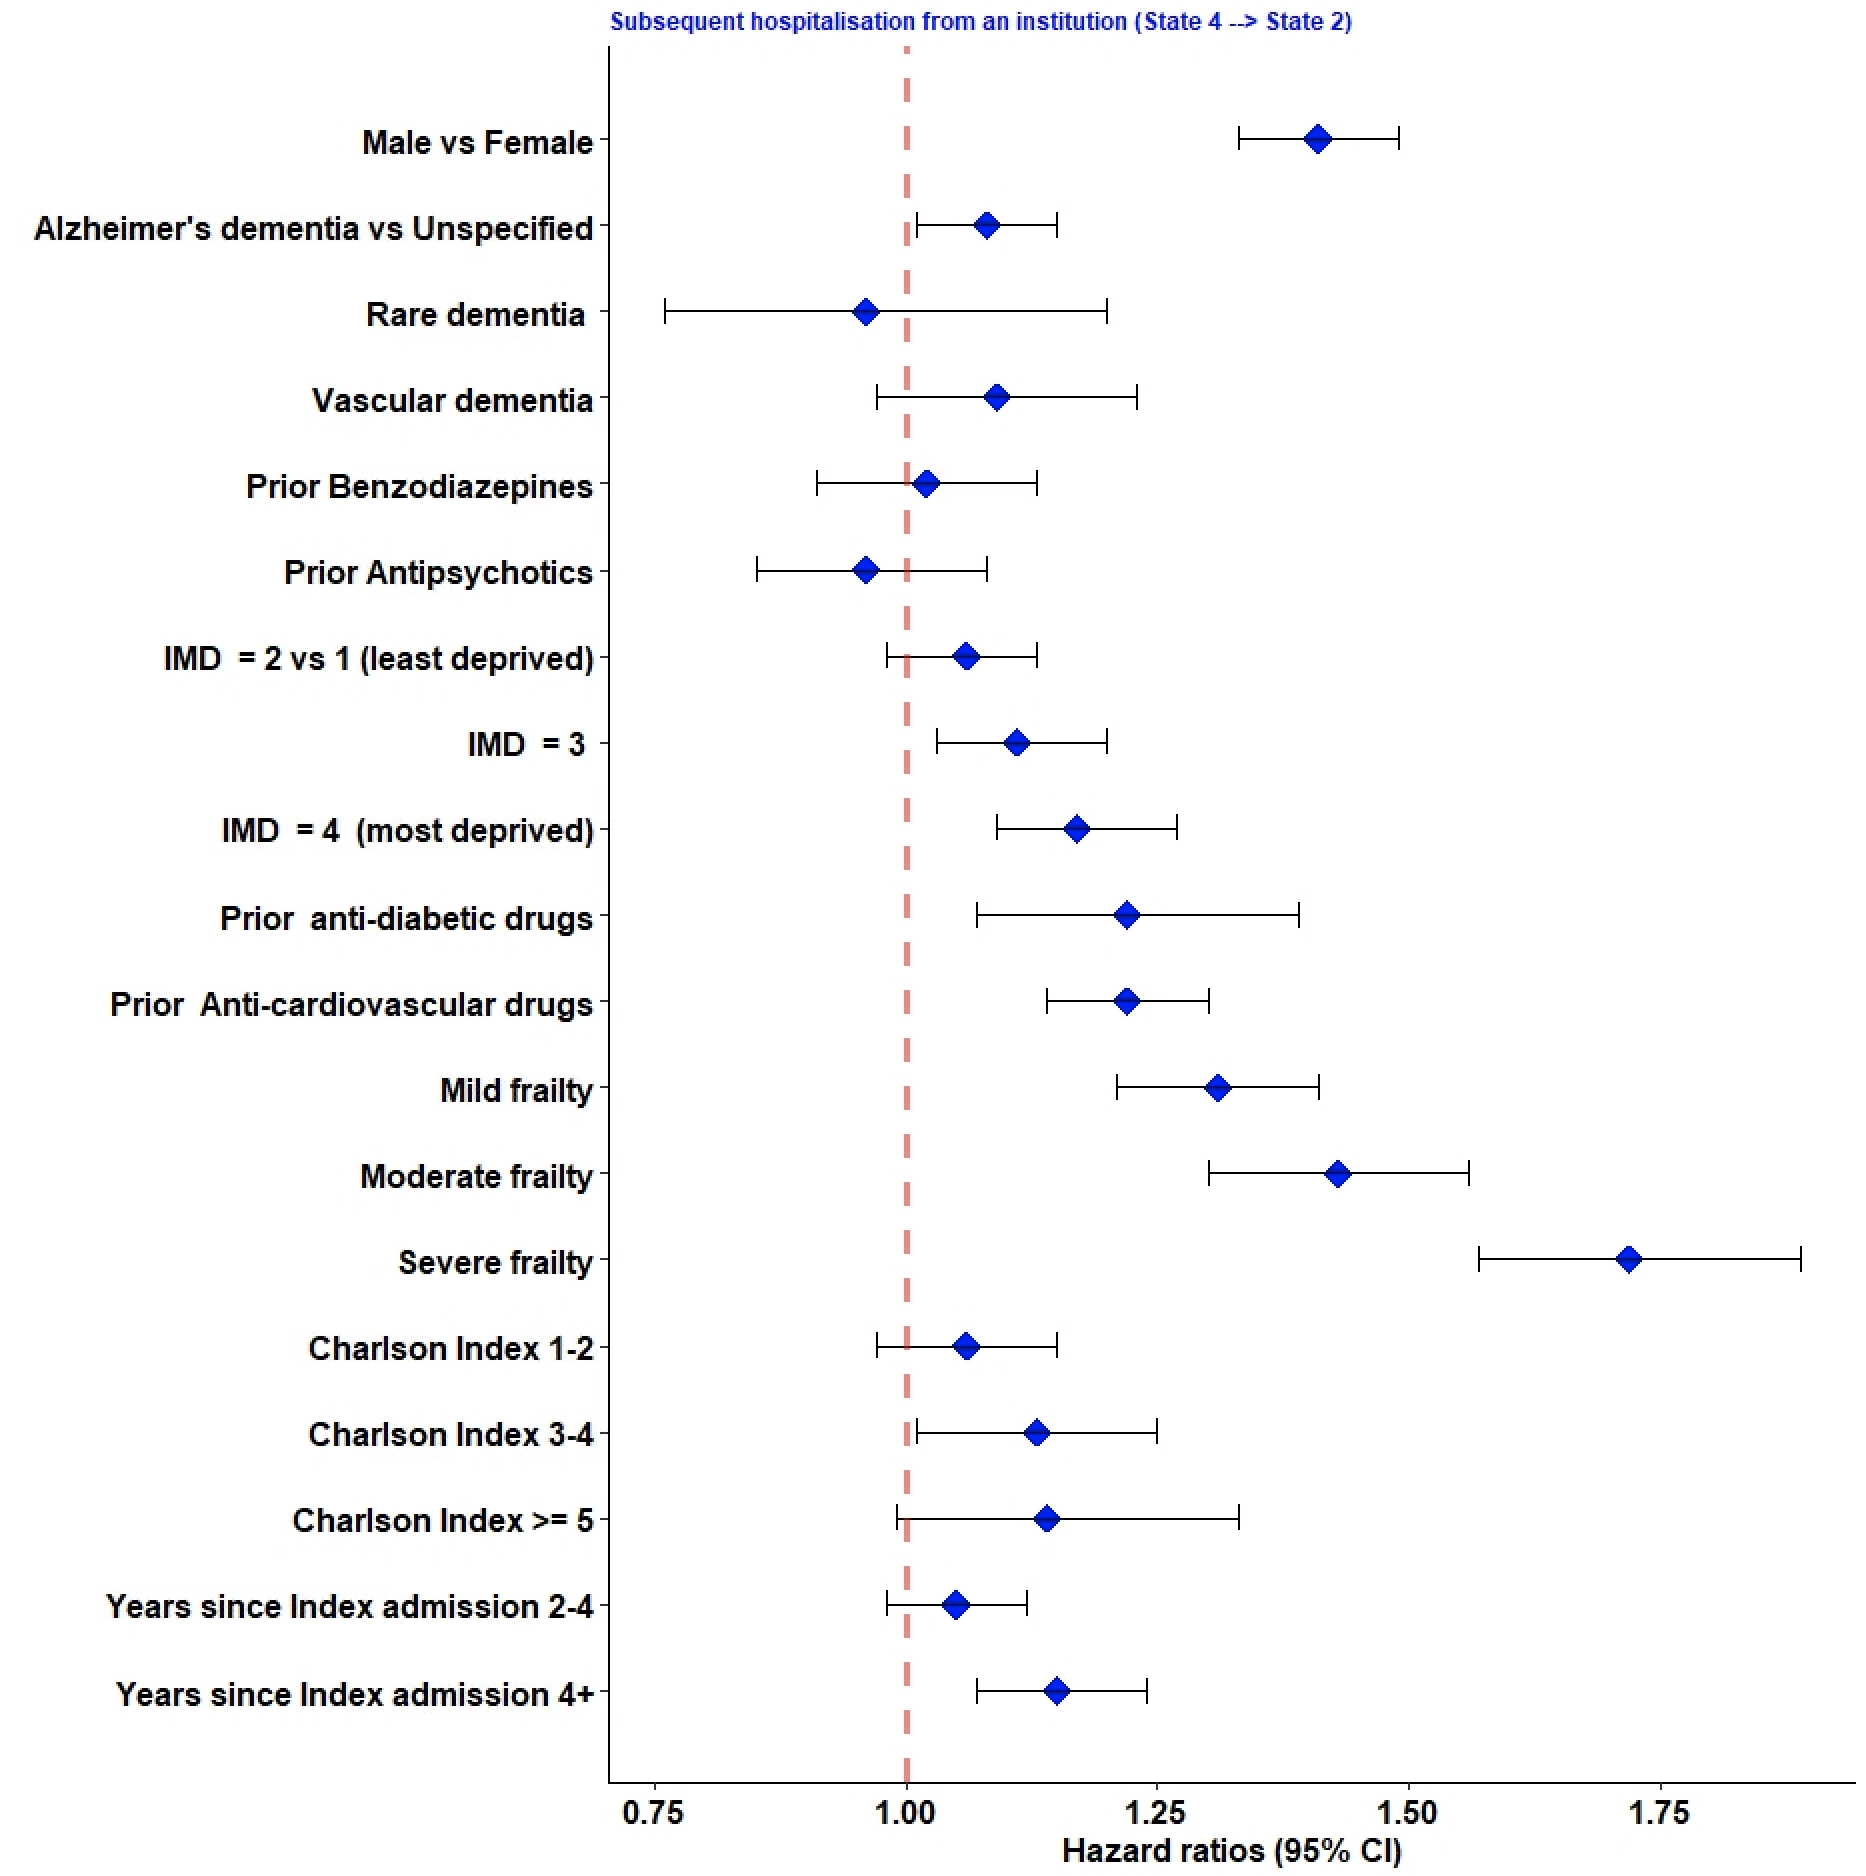 Subsequent hospitalisation from an institution (State 4 --> State 2)
Male vs Female
Alzheimer's dementia vs Unspecified
Rare dementia
Vascular dementia
Prior Benzodiazepines
Prior Antipsychotics
IMD  = 2 vs 1 (least deprived)
IMD  = 3
IMD  = 4  (most deprived)
Prior  anti-diabetic drugs
Prior  Anti-cardiovascular drugs
Mild frailty
Moderate frailty
Severe frailty
Charlson Index 1-2
Charlson Index 3-4
Charlson Index >= 5
Years since Index admission 2-4
Years since Index admission 4+
0.75 1.00 1.25 1.50 1.75
Hazard ratios (95% CI)